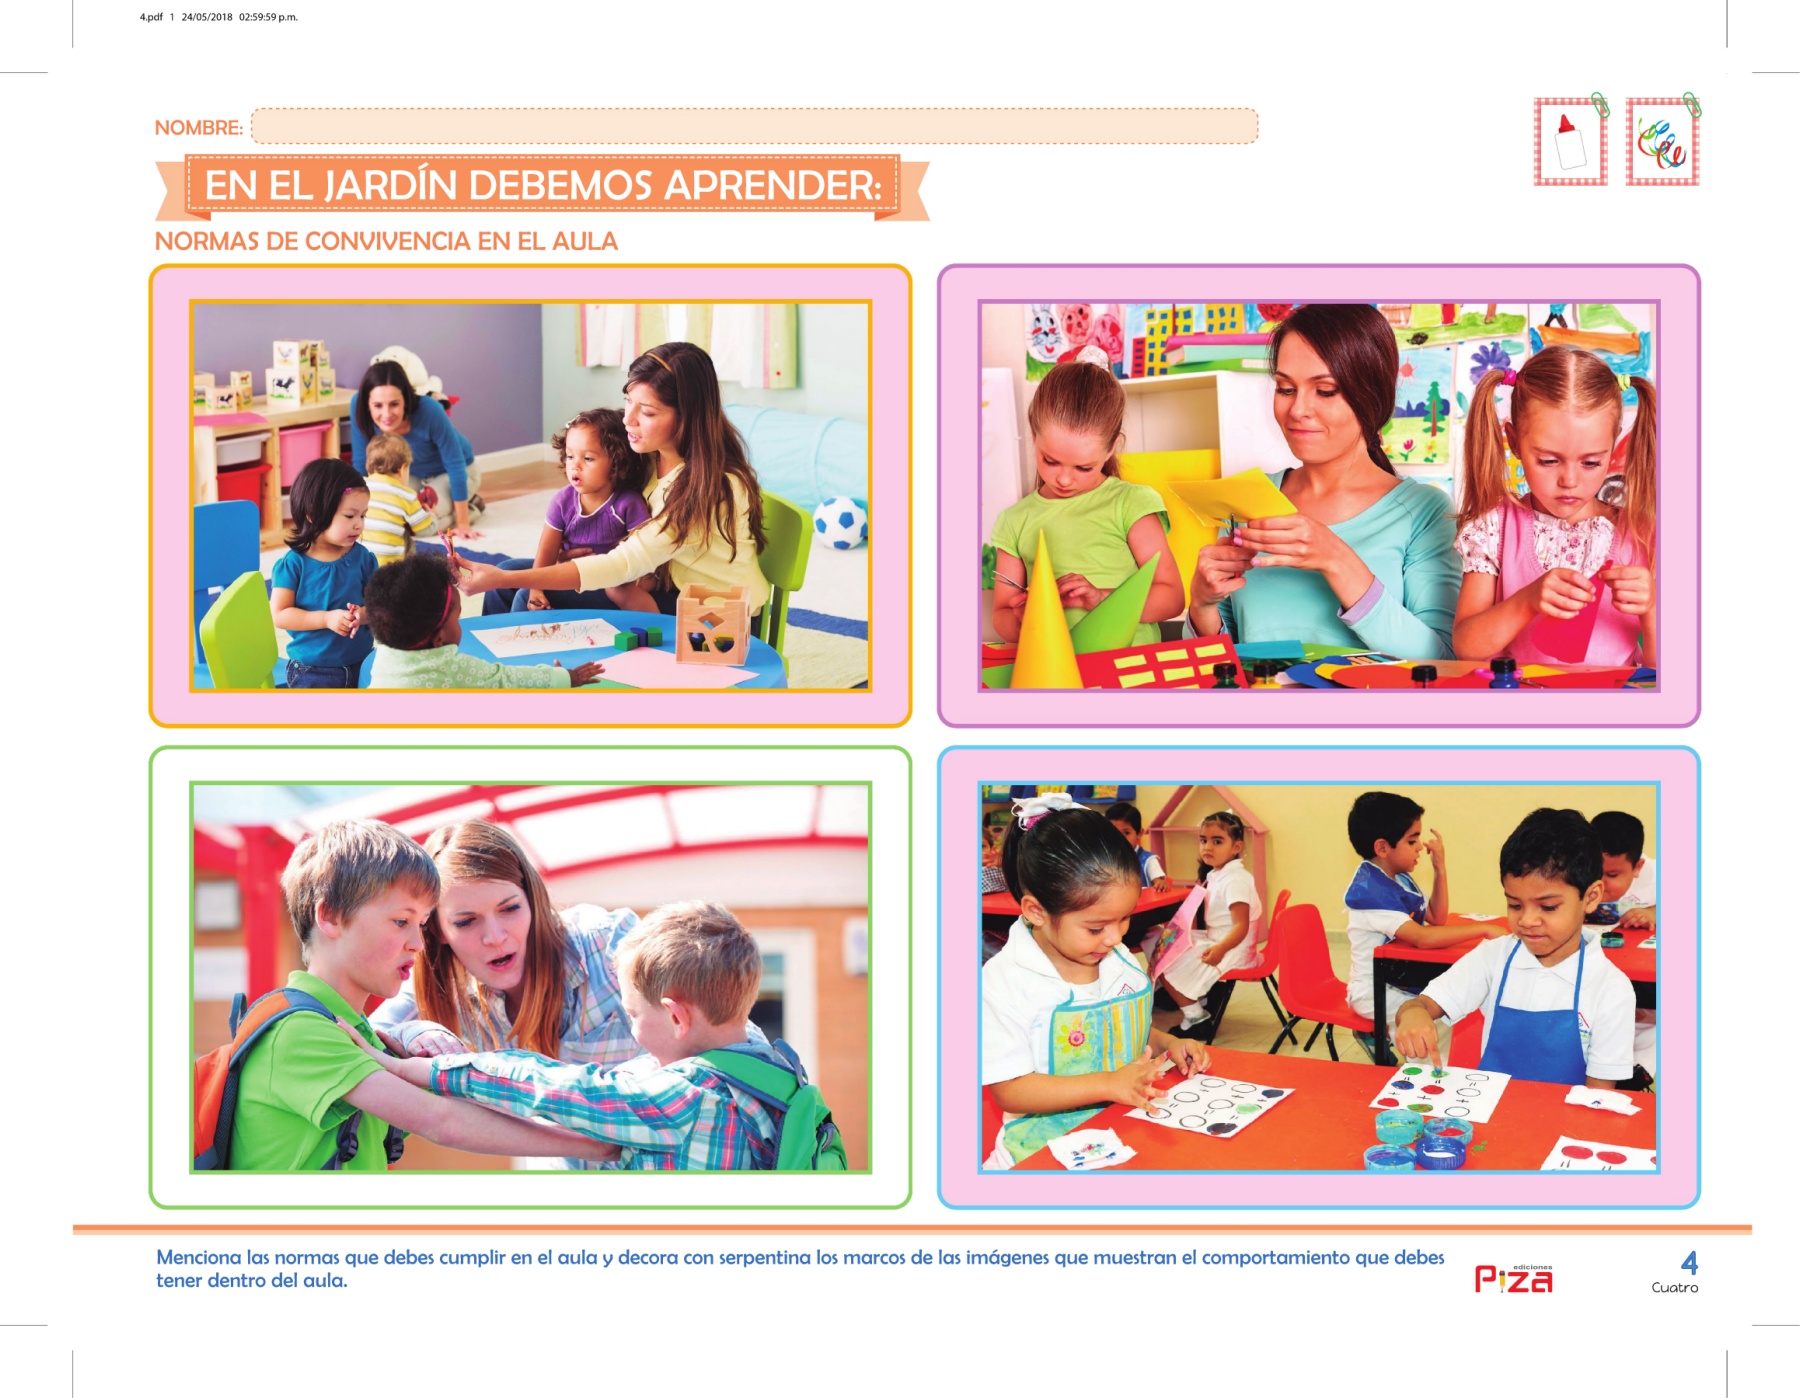 4.pdf 1 24/05/2018 02:59:59 p.m.
NOMBRE:
EN EL JARDÍN DEBEMOS APRENDER:
NORMAS DE CONVIVENCIA EN EL AULA
Menciona las normas que debes cumplir en el aula y decora con serpentina los marcos de las imágenes que muestran el comportamiento que debes
tener dentro del aula.
ediciones
Piza
4
Cuatro